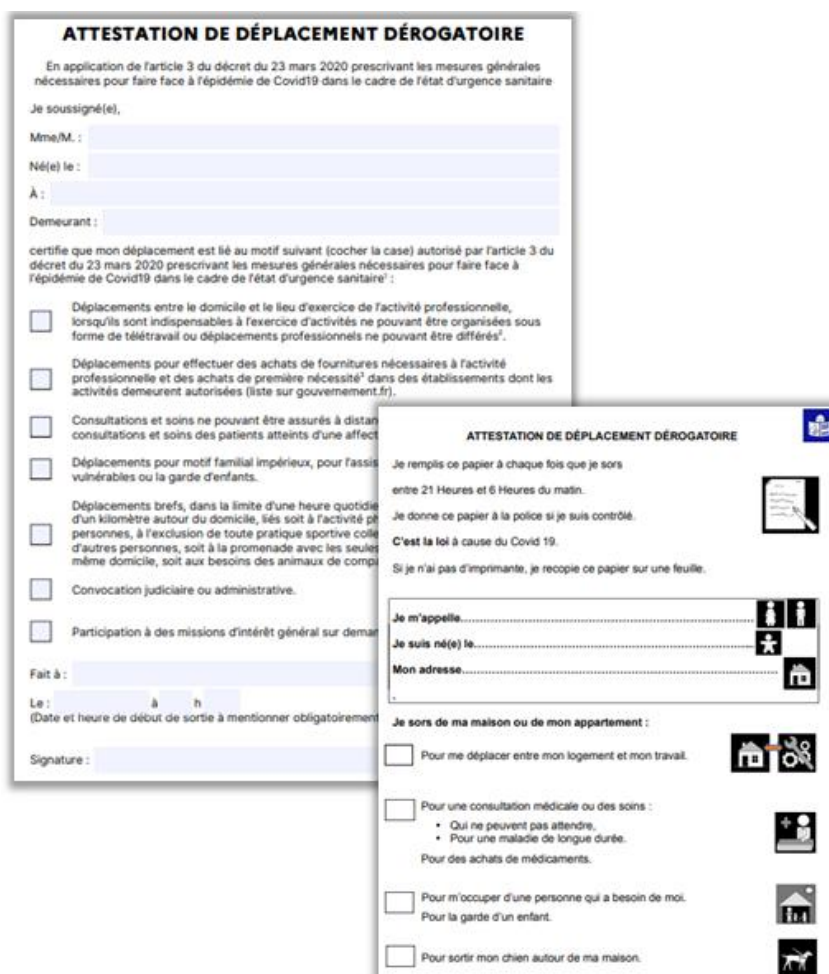 ATTESTATION DE DÉPLACEMENT DÉROGATOIRE
En application de l'article 3 du décret du 23 mars 2020 prescrivant les mesures générales
nécessaires pour faire face à l'épidémie de Covid19 dans le cadre de l'état d'urgence sanitaire
Je soussigné(e),
Mme/M. :
Né(e) le :
À :
Demeurant :
certifie que mon déplacement est lié au motif suivant (cocher la case) autorisé par l'article 3 du
décret du 23 mars 2020 prescrivant les mesures générales nécessaires pour faire face à
l'épidémie de Covid19 dans le cadre de l'état d'urgence sanitaire¹ :
Déplacements entre le domicile et le lieu d'exercice de l'activité professionnelle,
lorsqu'ils sont indispensables à l'exercice d'activités ne pouvant être organisées sous
forme de télétravail ou déplacements professionnels ne pouvant être différés².
Déplacements pour effectuer des achats de fournitures nécessaires à l'activité
professionnelle et des achats de première nécessité³ dans des établissements dont les
activités demeurent autorisées (liste sur gouvernement.fr).
Consultations et soins ne pouvant être assurés à distan
consultations et soins des patients atteints d'une affect
Déplacements pour motif familial impérieux, pour l'assis
vulnérables ou la garde d'enfants.
Déplacements brefs, dans la limite d'une heure quotidie
d'un kilomètre autour du domicile, liés soit à l'activité ph
personnes, à l'exclusion de toute pratique sportive colle
d'autres personnes, soit à la promenade avec les seules
même domicile, soit aux besoins des animaux de compa
Convocation judiciaire ou administrative.
Participation à des missions d'intérêt général sur deman
Fait à :
Le : à h
(Date et heure de début de sortie à mentionner obligatoirement
Signature :
ATTESTATION DE DÉPLACEMENT DÉROGATOIRE
Je remplis ce papier à chaque fois que je sors
entre 21 Heures et 6 Heures du matin.
Je donne ce papier à la police si je suis contrôlé.
C'est la loi à cause du Covid 19.
Si je n'ai pas d'imprimante, je recopie ce papier sur une feuille.
Je m'appelle
Je suis né(e) le
Mon adresse
Je sors de ma maison ou de mon appartement :
Pour me déplacer entre mon logement et mon travail.
Pour une consultation médicale ou des soins :
• Qui ne peuvent pas attendre,
• Pour une maladie de longue durée.
Pour des achats de médicaments.
Pour m'occuper d'une personne qui a besoin de moi.
Pour la garde d'un enfant.
Pour sortir mon chien autour de ma maison.